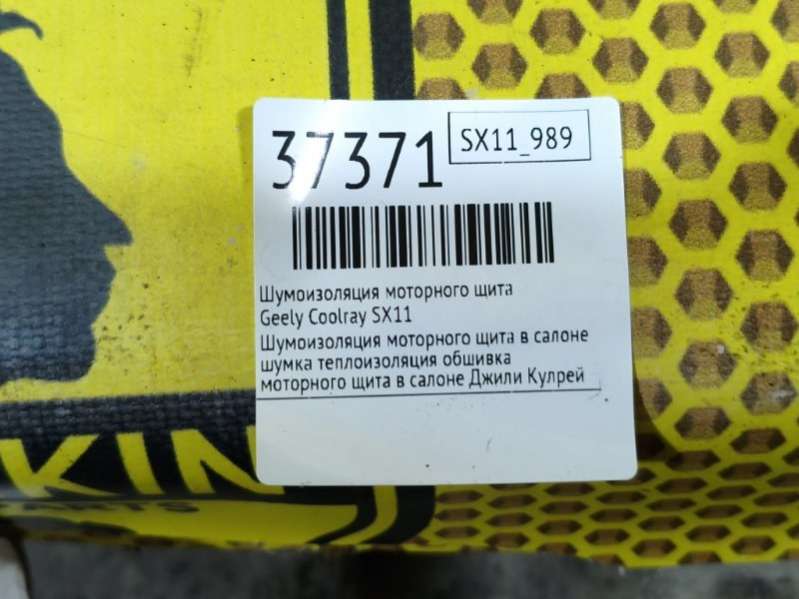 37371
SX11_989
Шумоизоляция моторного щита
Geely Coolray SX11
Шумоизоляция моторного щита в салоне
шумка теплоизоляция обшивка
моторного щита в салоне Джили Кулрей
KIN
ARTS